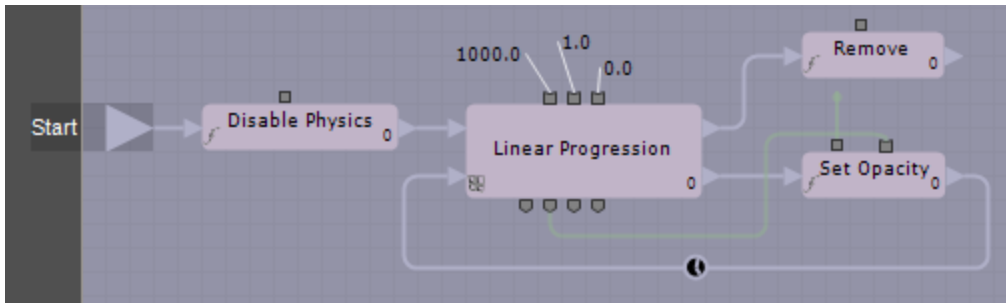 1000.0
1.0
0.0
Remove
f
0
Start
Disable Physics
f
0
Linear Progression
0
Set Opacity
f
0